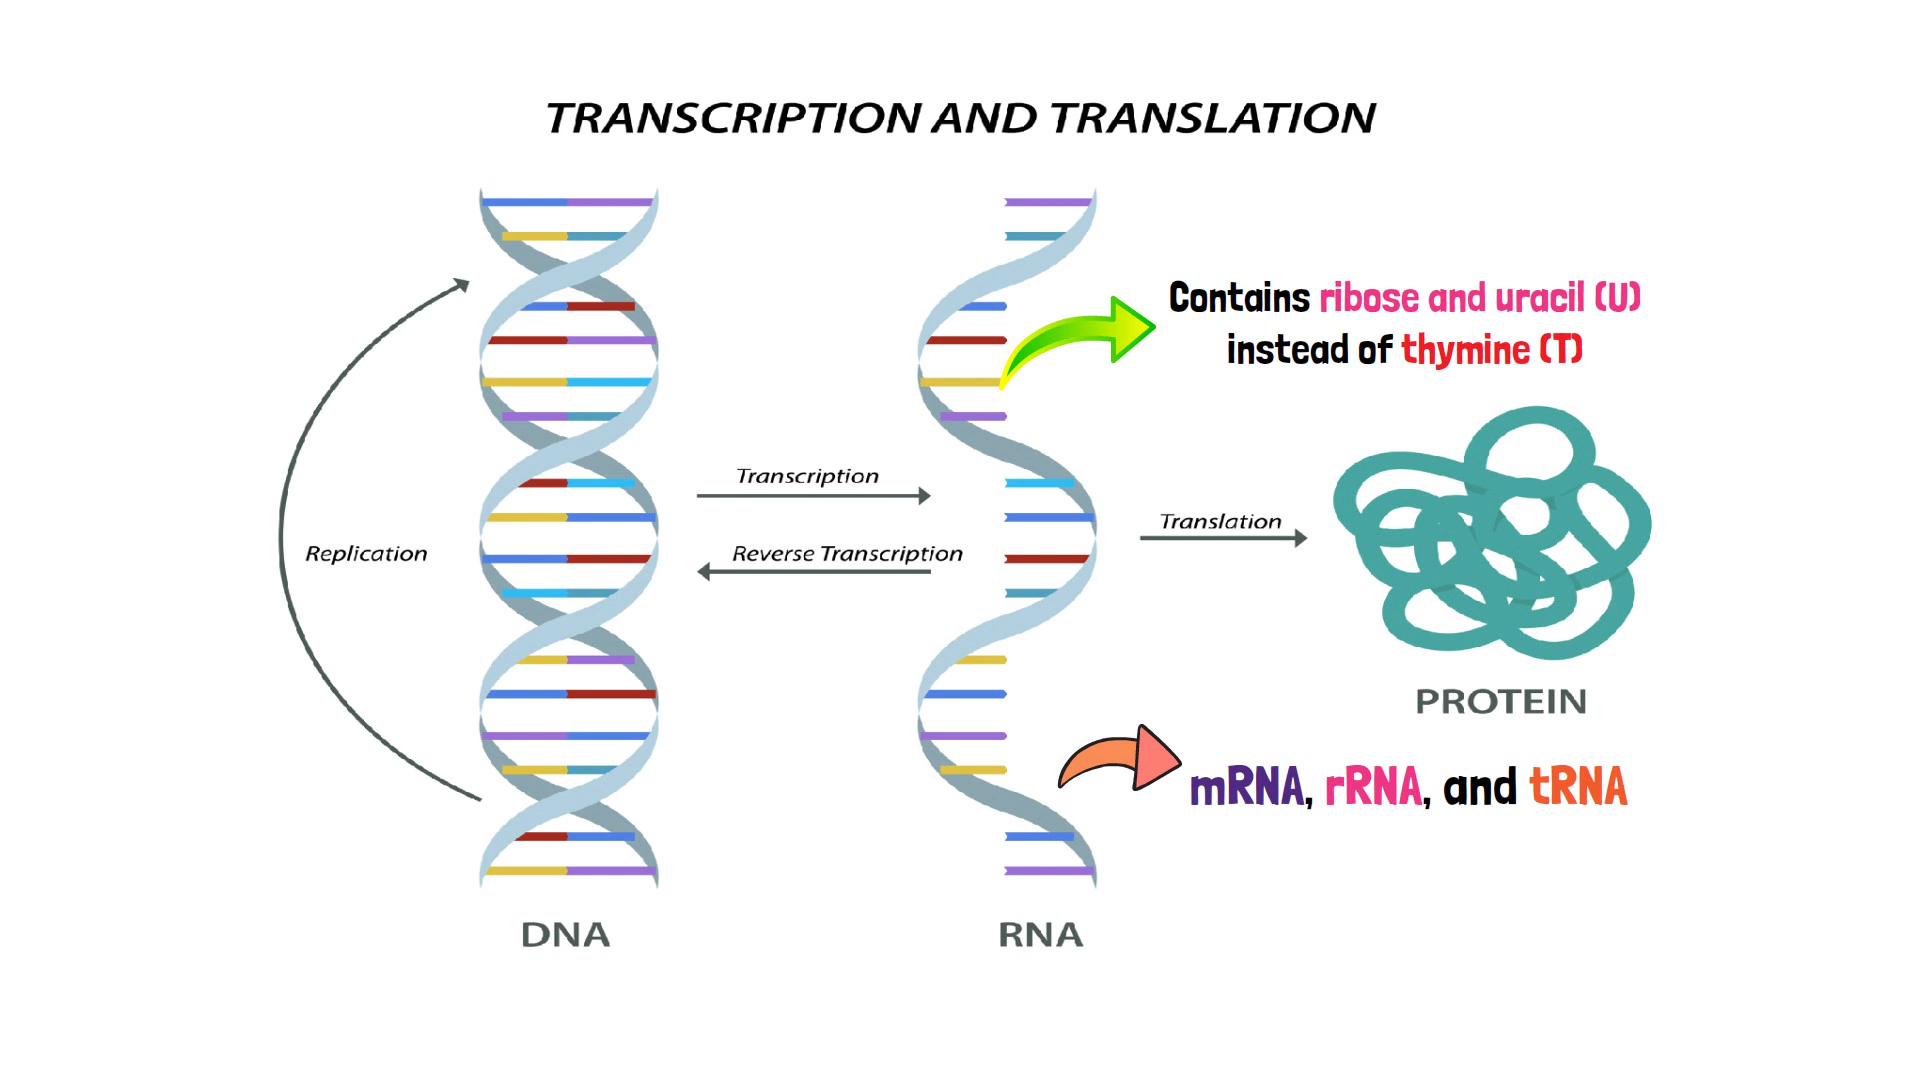 TRANSCRIPTION AND TRANSLATION
Contains ribose and uracil (U)
instead of thymine (T)
Transcription
Translation
Replication
Reverse Transcription
PROTEIN
mRNA, rRNA, and tRNA
DNA
RNA